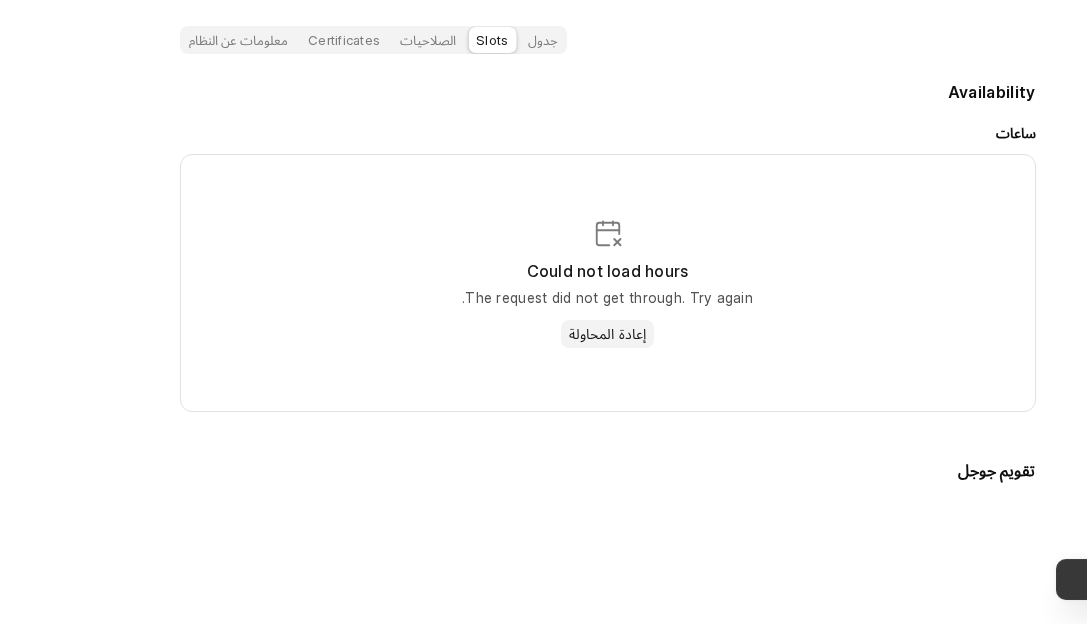 جدول Slots الصلاحيات Certificates معلومات عن النظام
Availability
ساعات
Could not load hours
The request did not get through. Try again.
إعادة المحاولة
تقويم جوجل